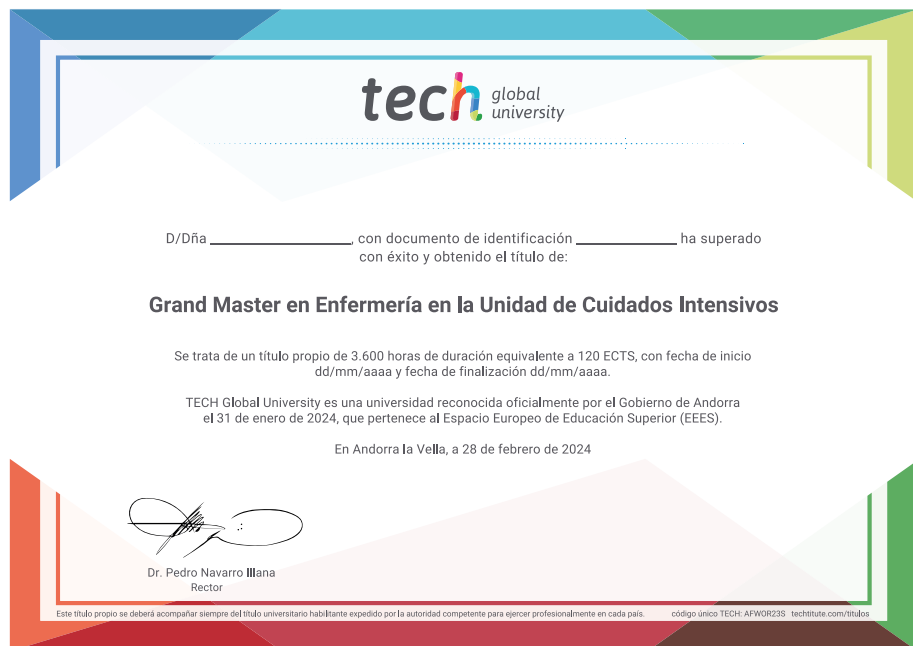 tech global university
D/Dña ________________, con documento de identificación ____________ ha superado
con éxito y obtenido el título de:
Grand Master en Enfermería en la Unidad de Cuidados Intensivos
Se trata de un título propio de 3.600 horas de duración equivalente a 120 ECTS, con fecha de inicio
dd/mm/aaaa y fecha de finalización dd/mm/aaaa.
TECH Global University es una universidad reconocida oficialmente por el Gobierno de Andorra
el 31 de enero de 2024, que pertenece al Espacio Europeo de Educación Superior (EEES).
En Andorra la Vella, a 28 de febrero de 2024
Dr. Pedro Navarro Illana
Rector
Este título propio se deberá acompañar siempre del título universitario habilitante expedido por la autoridad competente para ejercer profesionalmente en cada país. código único TECH: AFWOR23S techtitute.com/titulos